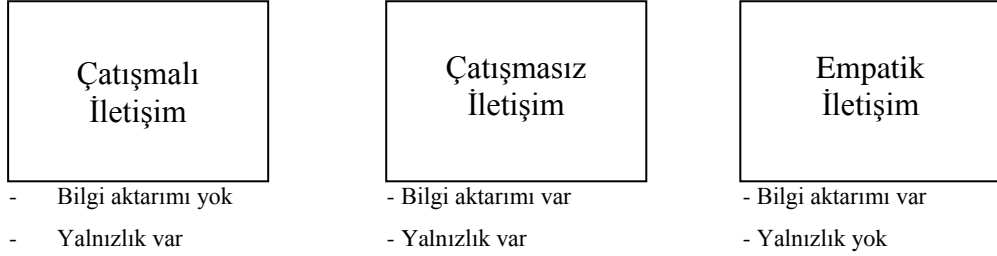 Çatışmalı
İletişim
Çatışmasız
İletişim
Empatik
İletişim
- Bilgi aktarımı yok
- Yalnızlık var
- Bilgi aktarımı var
- Yalnızlık var
- Bilgi aktarımı var
- Yalnızlık yok